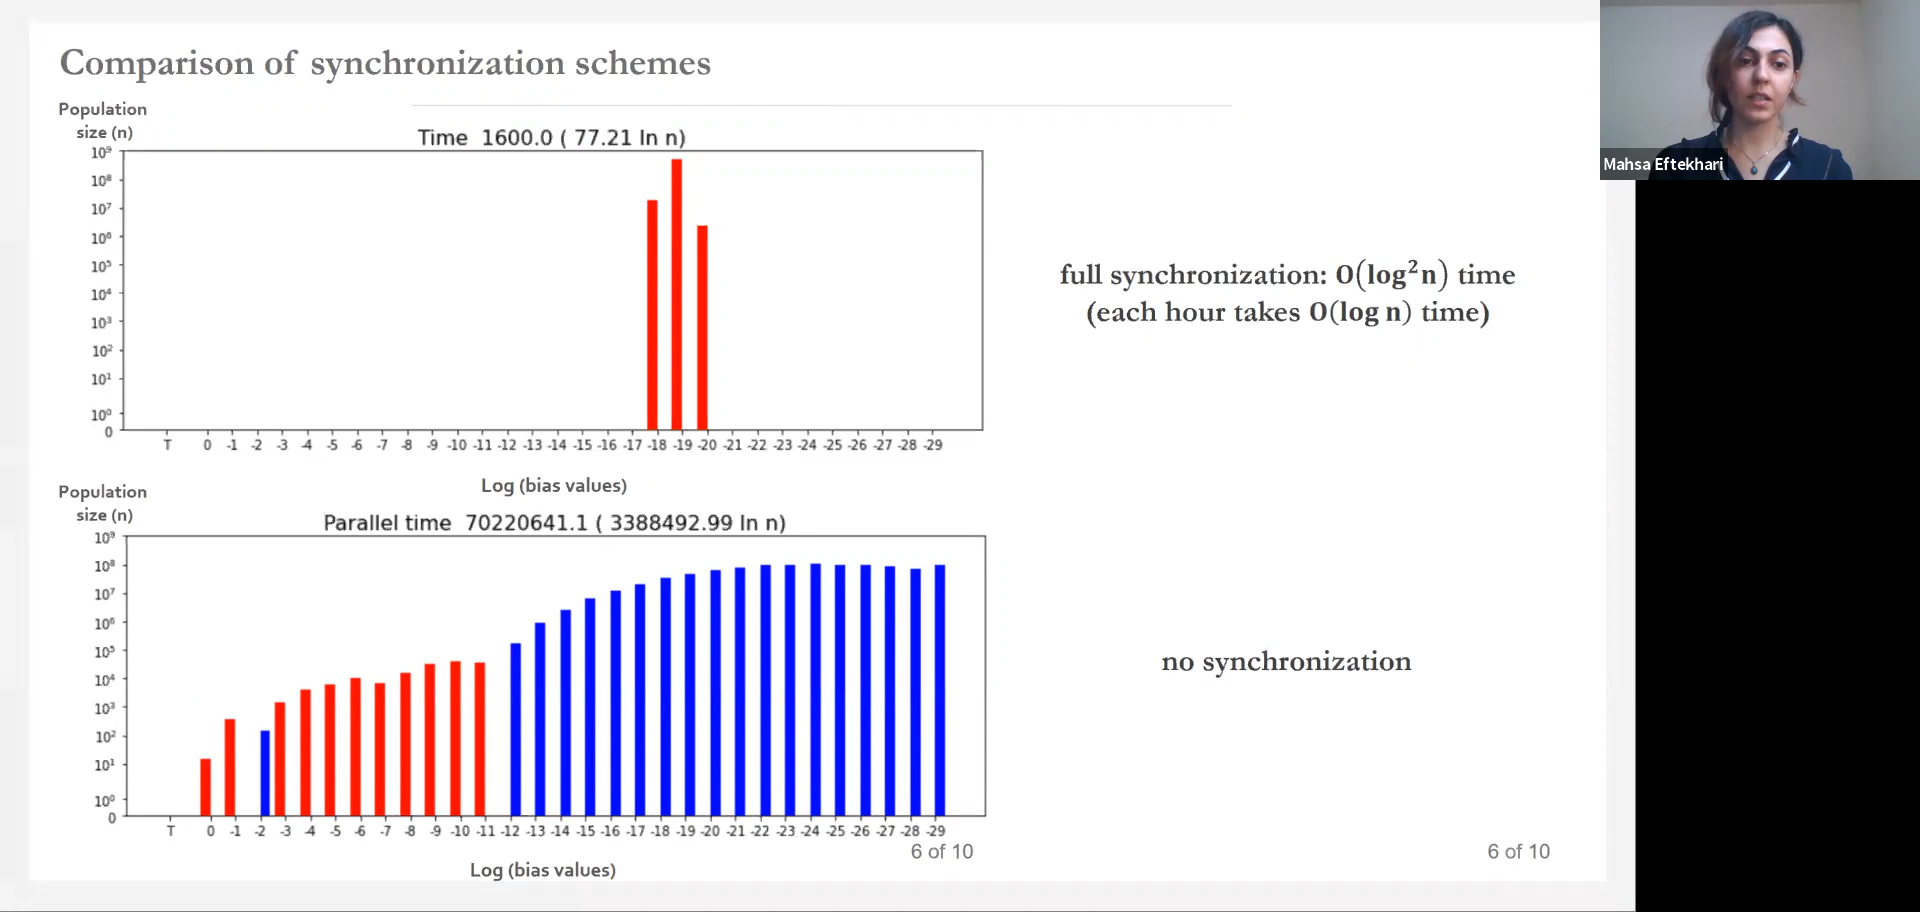 Comparison of synchronization schemes
Population
size (n)
Time 1600.0 ( 77.21 ln n)
10⁹
10⁸
10⁷
10⁶
10⁵
10⁴
10³
10²
10¹
10⁰
0
T 0 -1 -2 -3 -4 -5 -6 -7 -8 -9 -10 -11 -12 -13 -14 -15 -16 -17 -18 -19 -20 -21 -22 -23 -24 -25 -26 -27 -28 -29
Log (bias values)
full synchronization: O(log²n) time
(each hour takes O(log n) time)
Population
size (n)
Parallel time 70220641.1 ( 3388492.99 ln n)
10⁹
10⁸
10⁷
10⁶
10⁵
10⁴
10³
10²
10¹
10⁰
0
T 0 -1 -2 -3 -4 -5 -6 -7 -8 -9 -10 -11 -12 -13 -14 -15 -16 -17 -18 -19 -20 -21 -22 -23 -24 -25 -26 -27 -28 -29
Log (bias values)
no synchronization
6 of 10
6 of 10
Mahsa Eftekhari